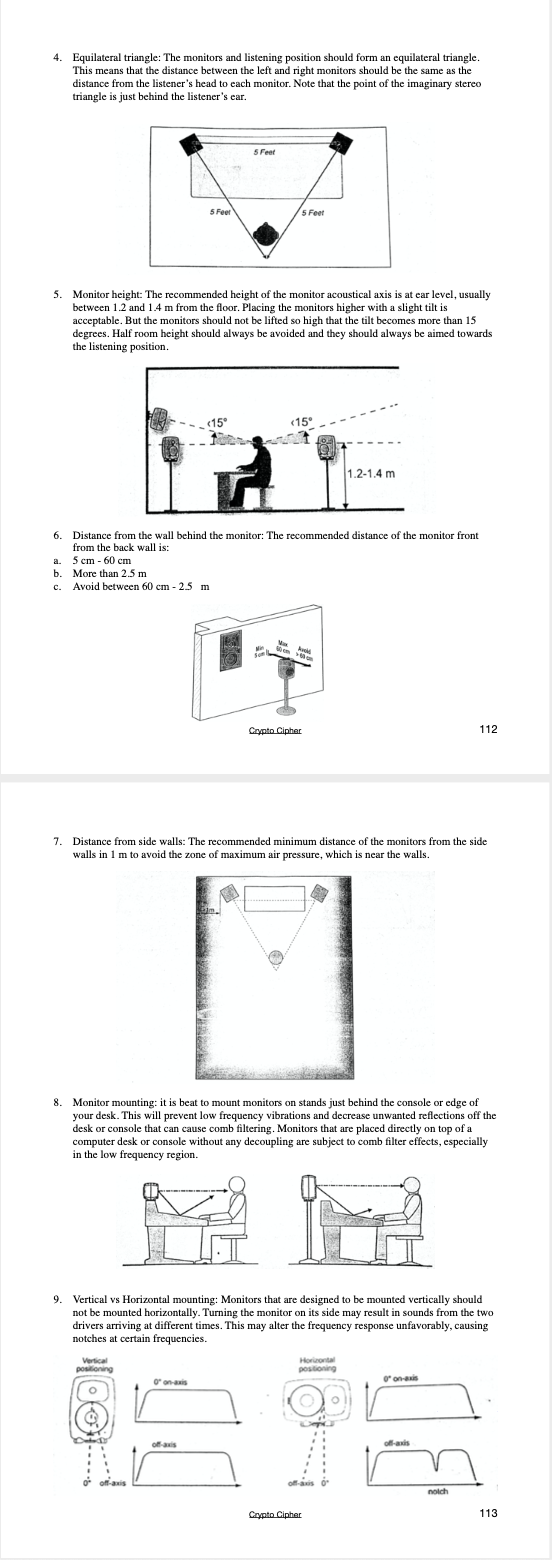 4. Equilateral triangle: The monitors and listening position should form an equilateral triangle.
This means that the distance between the left and right monitors should be the same as the
distance from the listener's head to each monitor. Note that the point of the imaginary stereo
triangle is just behind the listener's ear.
5 Feet
5 Feet
5 Feet
5. Monitor height: The recommended height of the monitor acoustical axis is at ear level, usually
between 1.2 and 1.4 m from the floor. Placing the monitors higher with a slight tilt is
acceptable. But the monitors should not be lifted so high that the tilt becomes more than 15
degrees. Half room height should always be avoided and they should always be aimed towards
the listening position.
<15°
<15°
1.2-1.4 m
6. Distance from the wall behind the monitor: The recommended distance of the monitor front
from the back wall is:
a. 5 cm - 60 cm
b. More than 2.5 m
c. Avoid between 60 cm - 2.5 m
Min
5 cm
Max
60 cm
Avoid
> 60 cm
Crypto Cipher
112
7. Distance from side walls: The recommended minimum distance of the monitors from the side
walls in 1 m to avoid the zone of maximum air pressure, which is near the walls.
1m
8. Monitor mounting: it is beat to mount monitors on stands just behind the console or edge of
your desk. This will prevent low frequency vibrations and decrease unwanted reflections off the
desk or console that can cause comb filtering. Monitors that are placed directly on top of a
computer desk or console without any decoupling are subject to comb filter effects, especially
in the low frequency region.
9. Vertical vs Horizontal mounting: Monitors that are designed to be mounted vertically should
not be mounted horizontally. Turning the monitor on its side may result in sounds from the two
drivers arriving at different times. This may alter the frequency response unfavorably, causing
notches at certain frequencies.
Vertical
positioning
0° on-axis
off-axis
0° off-axis
Horizontal
positioning
0° on-axis
off-axis
off-axis 0°
notch
Crypto Cipher
113